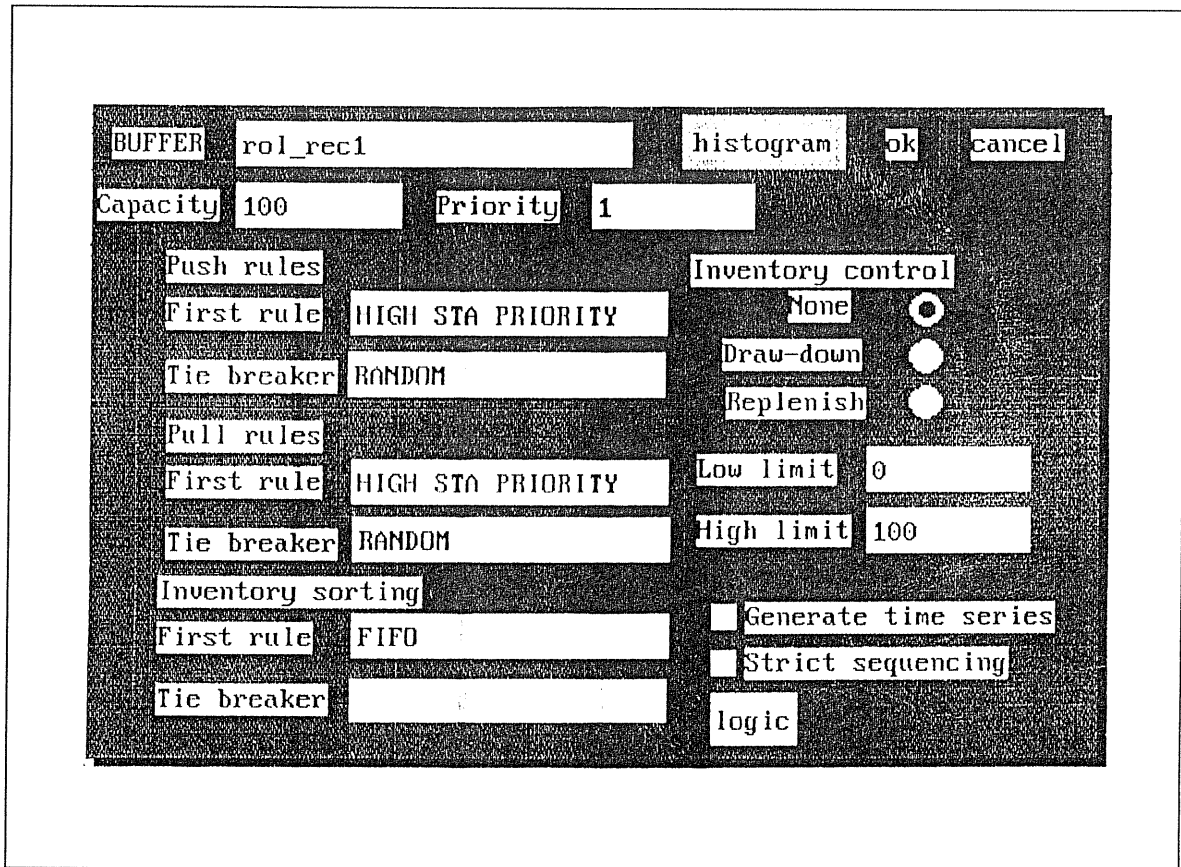 BUFFER rol_rec1 histogram ok cancel
Capacity 100 Priority 1
Push rules
First rule HIGH STA PRIORITY
Tie breaker RANDOM
Pull rules
First rule HIGH STA PRIORITY
Tie breaker RANDOM
Inventory sorting
First rule FIFO
Tie breaker
Inventory control
None
Draw-down
Replenish
Low limit 0
High limit 100
Generate time series
Strict sequencing
logic